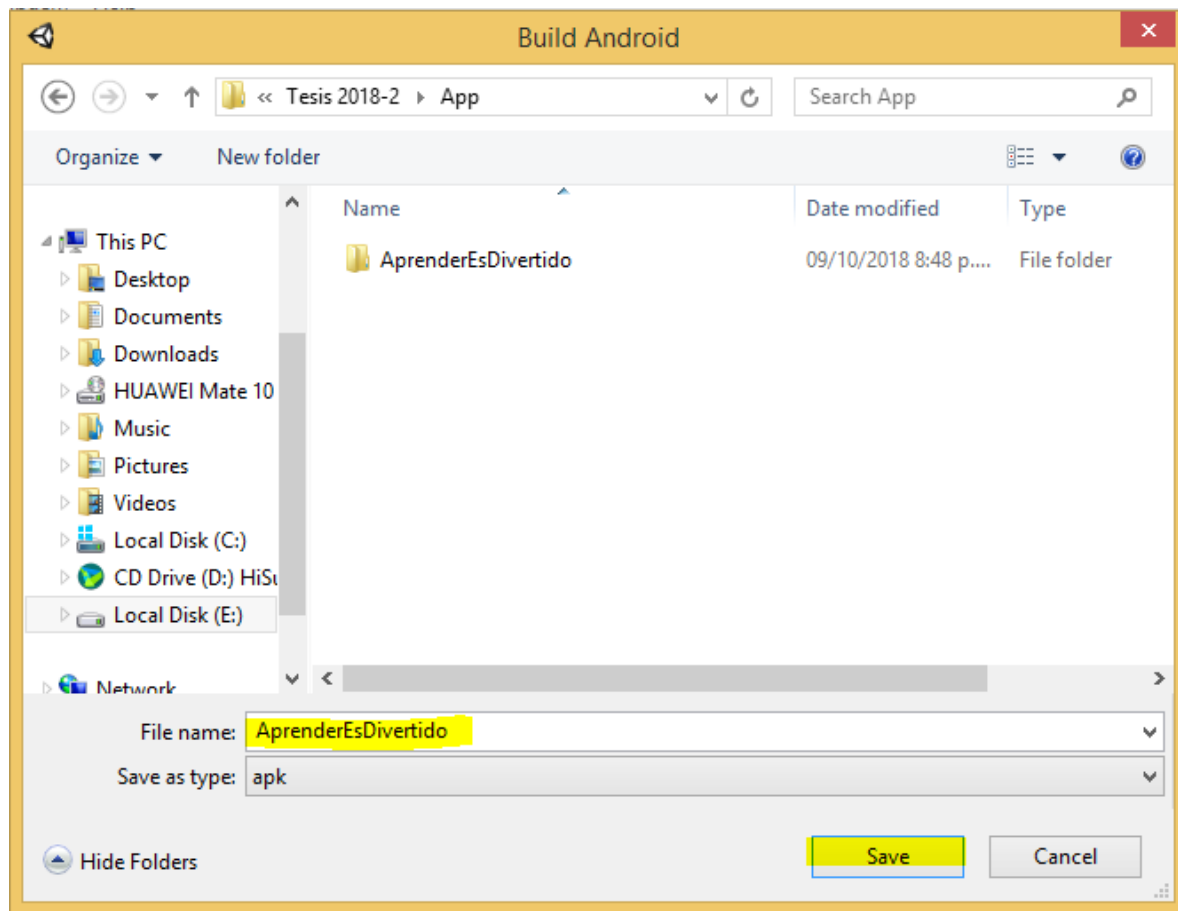 Build Android
« Tesis 2018-2 App
Search App
Organize New folder
Name Date modified Type
This PC
AprenderEsDivertido 09/10/2018 8:48 p.... File folder
Desktop
Documents
Downloads
HUAWEI Mate 10
Music
Pictures
Videos
Local Disk (C:)
CD Drive (D:) HiSu
Local Disk (E:)
Network
File name: AprenderEsDivertido
Save as type: apk
Hide Folders Save Cancel